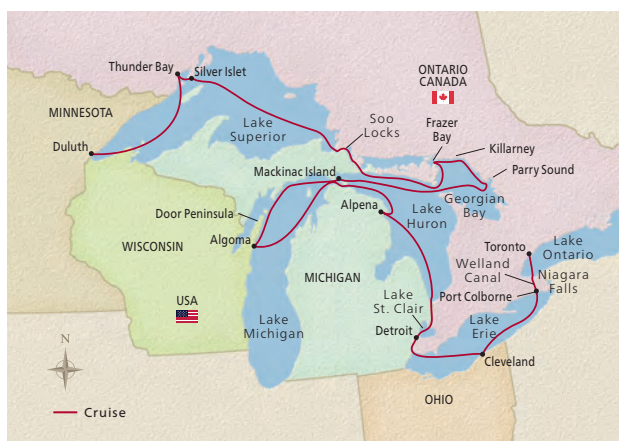 Thunder Bay
Silver Islet
ONTARIO
CANADA
MINNESOTA
Lake
Superior
Soo
Locks
Frazer
Bay
Killarney
Duluth
Parry Sound
Mackinac Island
Georgian
Bay
Door Peninsula
Alpena
Lake
Huron
WISCONSIN
Algoma
Toronto
Lake
Ontario
Welland
Canal
Niagara
Falls
MICHIGAN
USA
Lake
St. Clair
Port Colborne
Lake
Michigan
Detroit
Lake
Erie
Cleveland
N
Cruise
OHIO